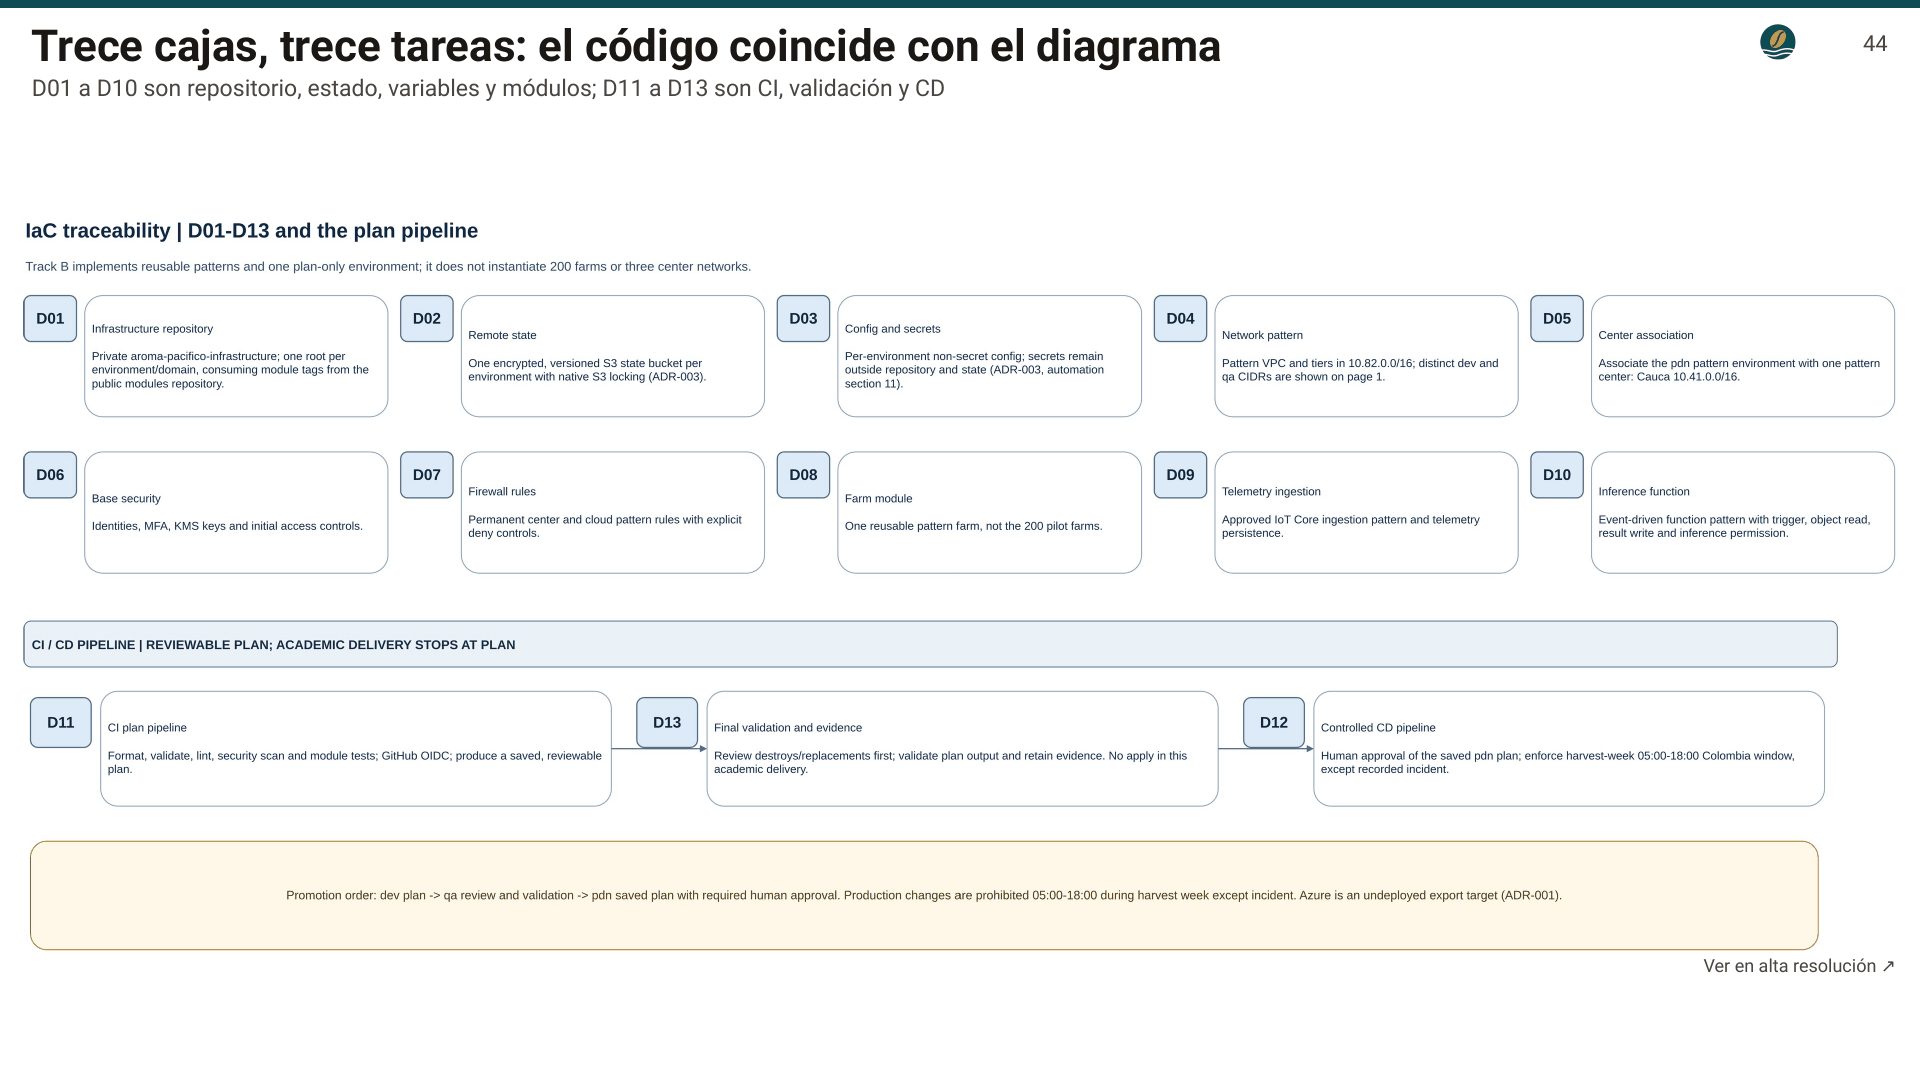 Trece cajas, trece tareas: el código coincide con el diagrama
44
D01 a D10 son repositorio, estado, variables y módulos; D11 a D13 son CI, validación y CD
IaC traceability | D01-D13 and the plan pipeline
Track B implements reusable patterns and one plan-only environment; it does not instantiate 200 farms or three center networks.
D01
Infrastructure repository
Private aroma-pacifico-infrastructure; one root per
environment/domain, consuming module tags from the
public modules repository.
D02
Remote state
One encrypted, versioned S3 state bucket per
environment with native S3 locking (ADR-003).
D03
Config and secrets
Per-environment non-secret config; secrets remain
outside repository and state (ADR-003, automation
section 11).
D04
Network pattern
Pattern VPC and tiers in 10.82.0.0/16; distinct dev and
qa CIDRs are shown on page 1.
D05
Center association
Associate the pdn pattern environment with one pattern
center: Cauca 10.41.0.0/16.
D06
Base security
Identities, MFA, KMS keys and initial access controls.
D07
Firewall rules
Permanent center and cloud pattern rules with explicit
deny controls.
D08
Farm module
One reusable pattern farm, not the 200 pilot farms.
D09
Telemetry ingestion
Approved IoT Core ingestion pattern and telemetry
persistence.
D10
Inference function
Event-driven function pattern with trigger, object read,
result write and inference permission.
CI / CD PIPELINE | REVIEWABLE PLAN; ACADEMIC DELIVERY STOPS AT PLAN
D11
CI plan pipeline
Format, validate, lint, security scan and module tests; GitHub OIDC; produce a saved, reviewable
plan.
D13
Final validation and evidence
Review destroys/replacements first; validate plan output and retain evidence. No apply in this
academic delivery.
D12
Controlled CD pipeline
Human approval of the saved pdn plan; enforce harvest-week 05:00-18:00 Colombia window,
except recorded incident.
Promotion order: dev plan -> qa review and validation -> pdn saved plan with required human approval. Production changes are prohibited 05:00-18:00 during harvest week except incident. Azure is an undeployed export target (ADR-001).
Ver en alta resolución ↗